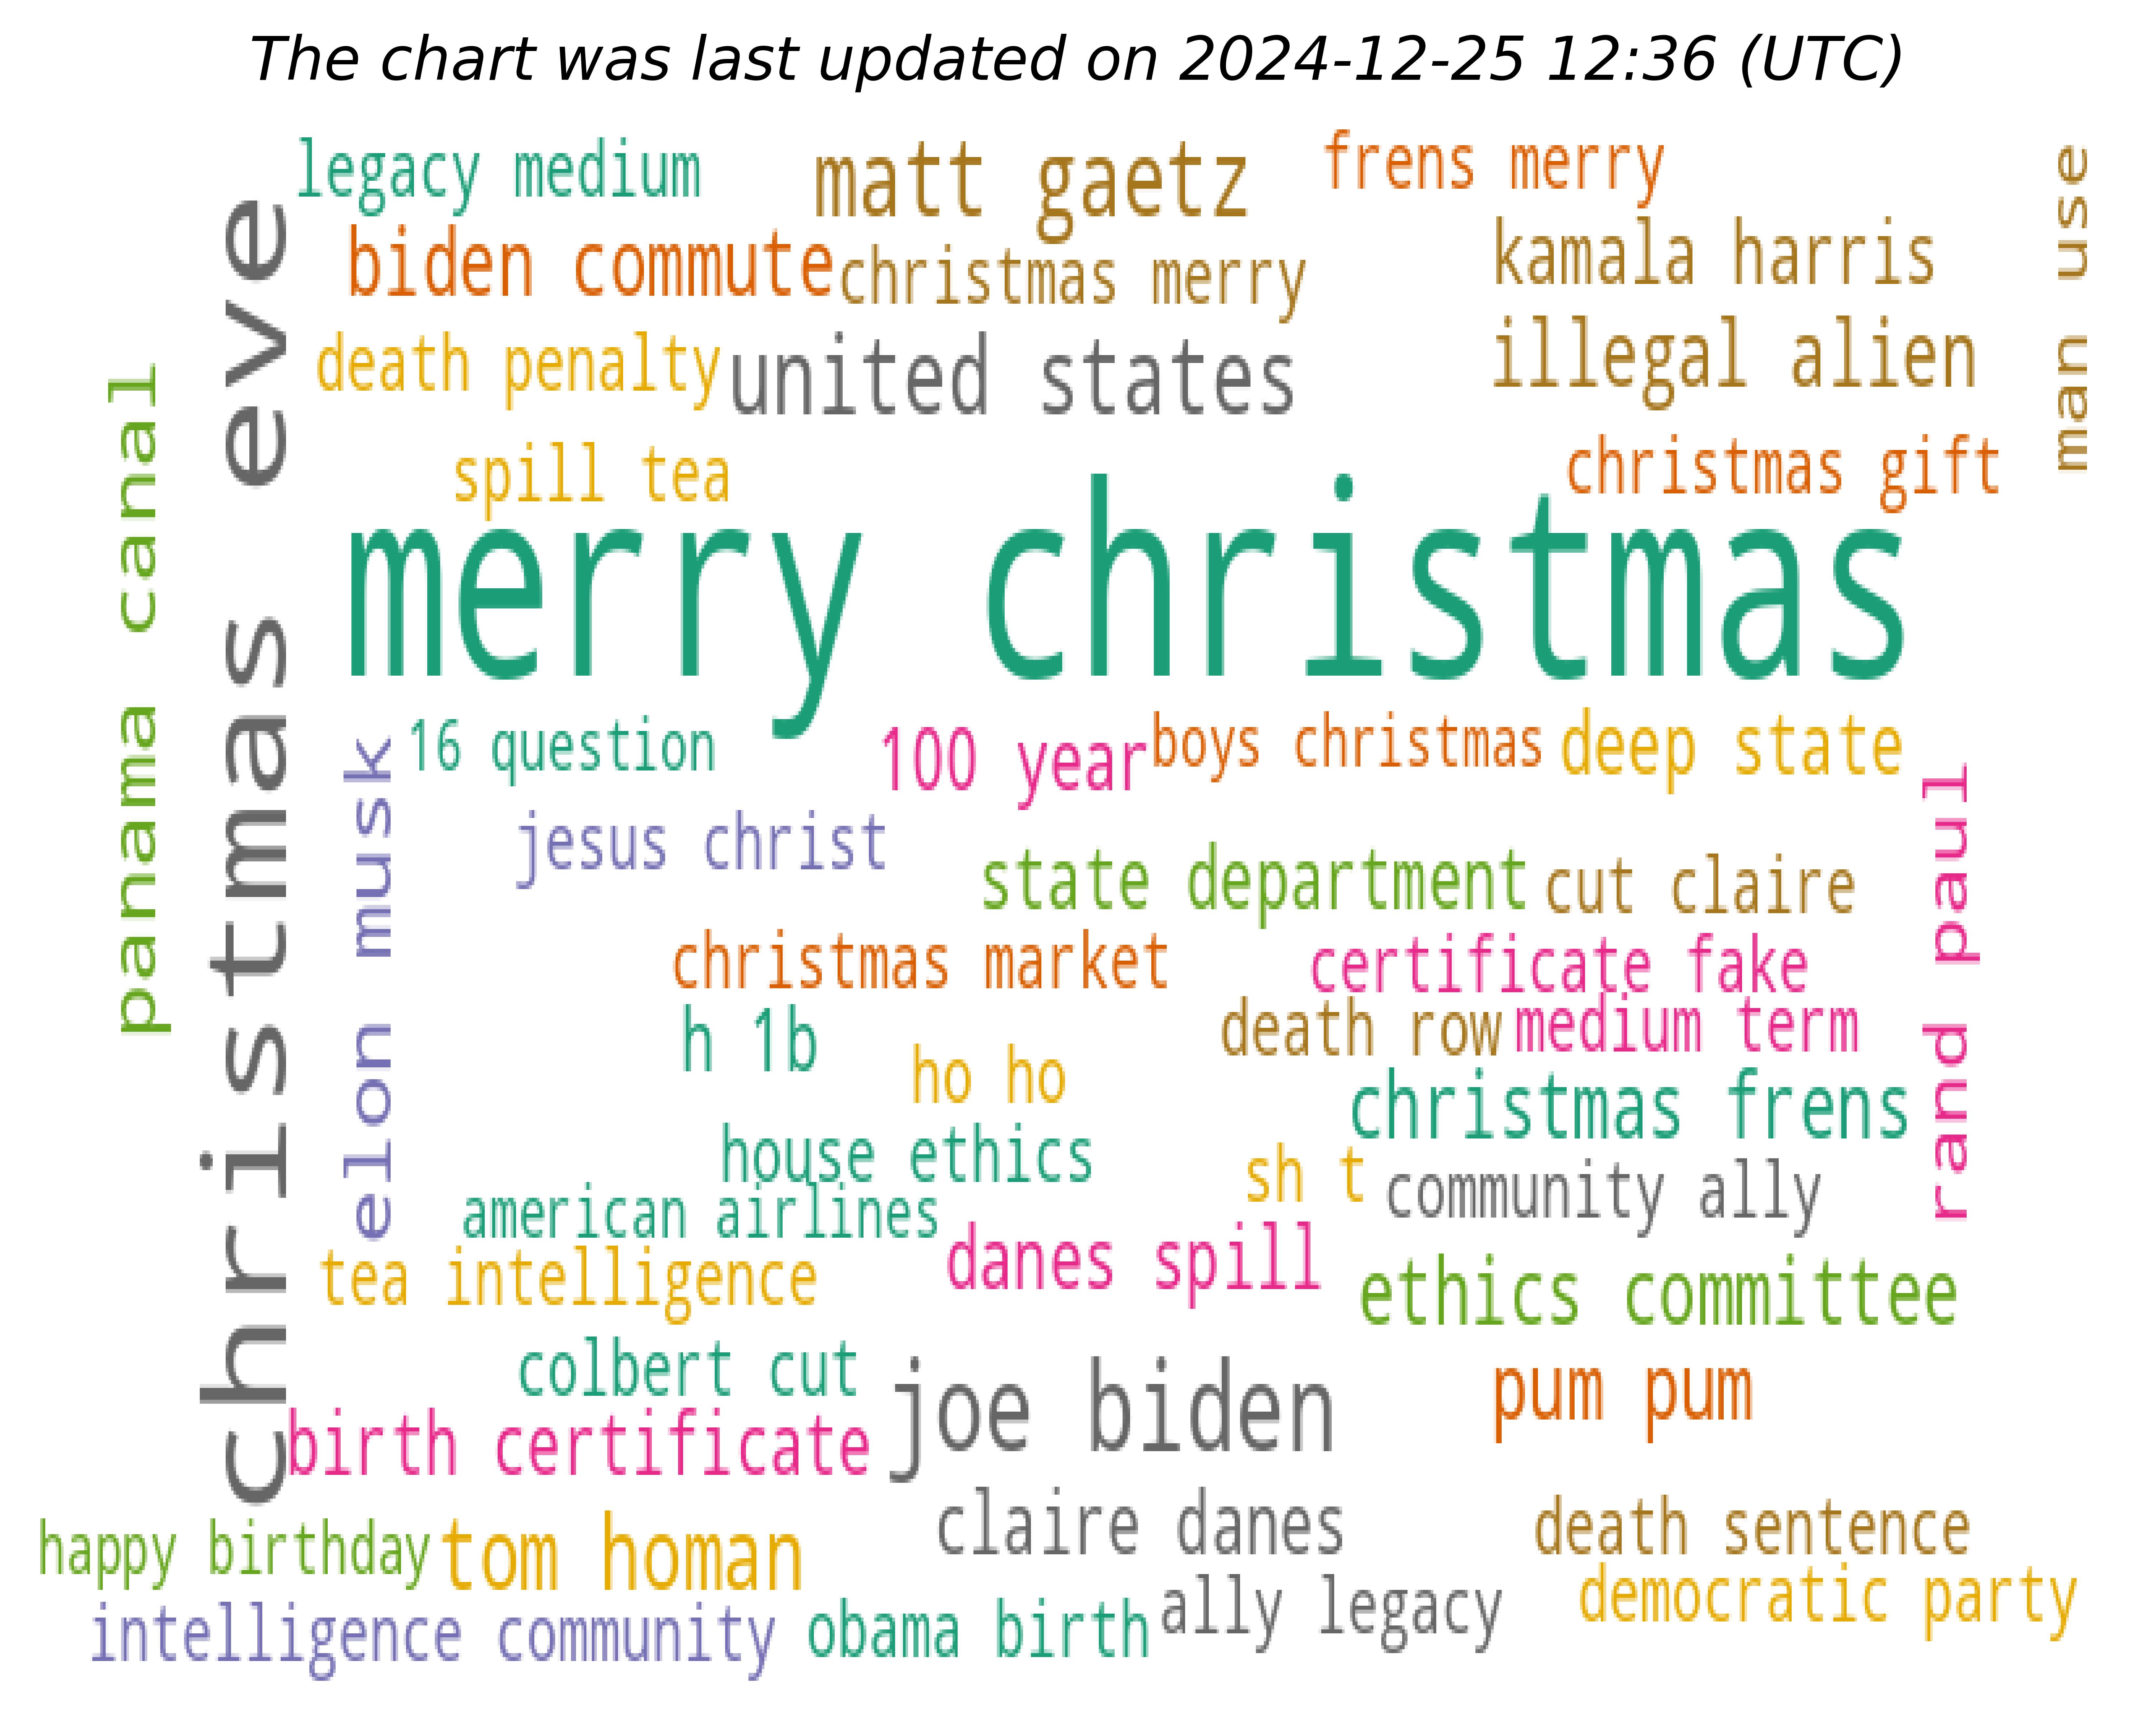 The chart was last updated on 2024-12-25 12:36 (UTC)
legacy medium
matt gaetz
frens merry
man use
biden commute
christmas merry
kamala harris
christmas eve
death penalty
united states
illegal alien
panama canal
spill tea
christmas gift
merry christmas
16 question
100 year
boys christmas
deep state
elon musk
jesus christ
state department
cut claire
rand paul
christmas market
certificate fake
h 1b
death row
medium term
ho ho
christmas frens
house ethics
sh t
community ally
american airlines
danes spill
tea intelligence
ethics committee
colbert cut
joe biden
pum pum
birth certificate
claire danes
death sentence
happy birthday
tom homan
ally legacy
democratic party
intelligence community
obama birth